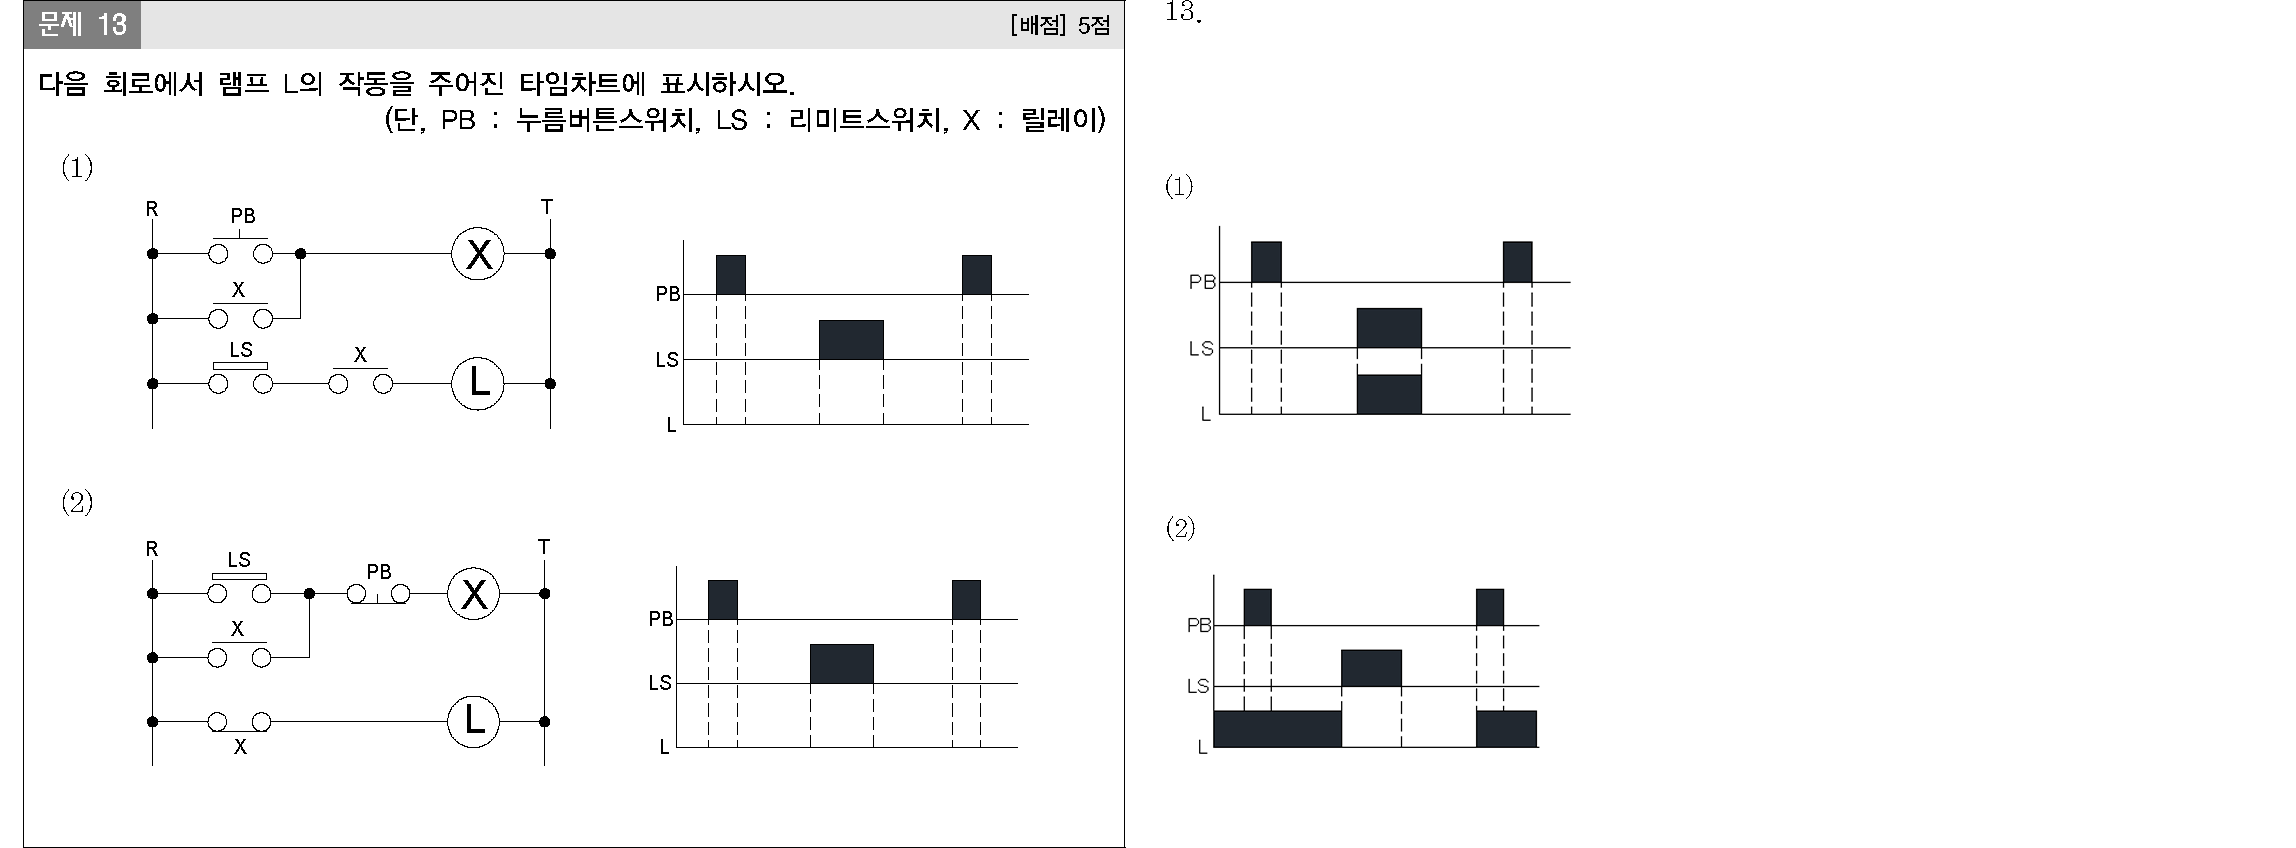 문제 13
[배점] 5점
다음 회로에서 램프 L의 작동을 주어진 타임차트에 표시하시오.
(단, PB : 누름버튼스위치, LS : 리미트스위치, X : 릴레이)
(1)
R
PB
T
X
X
LS
X
L
PB
LS
L
(2)
R
LS
T
PB
X
X
L
X
PB
LS
L
13.
(1)
PB
LS
L
(2)
PB
LS
L